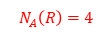 N_A(R) = 4